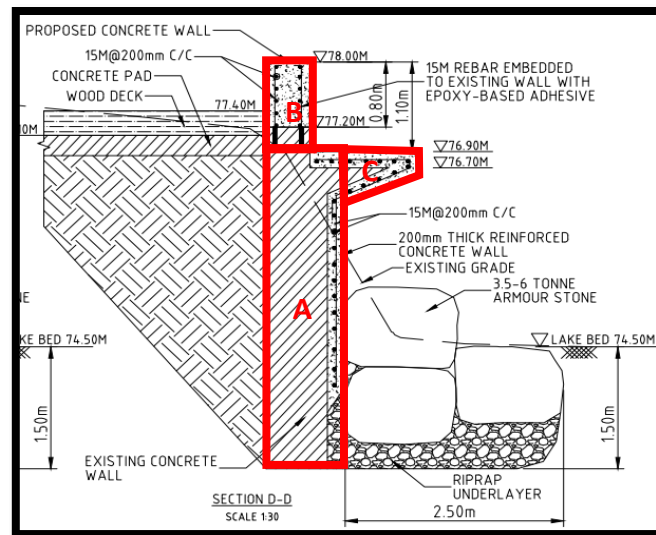 PROPOSED CONCRETE WALL
15M@200mm C/C
CONCRETE PAD
WOOD DECK
77.40M
78.00M
77.20M
0.80m
1.10m
15M REBAR EMBEDDED
TO EXISTING WALL WITH
EPOXY-BASED ADHESIVE
B
76.90M
76.70M
C
15M@200mm C/C
200mm THICK REINFORCED
CONCRETE WALL
EXISTING GRADE
3.5-6 TONNE
ARMOUR STONE
A
KE BED 74.50M
LAKE BED 74.50M
1.50m
1.50m
EXISTING CONCRETE
WALL
SECTION D-D
SCALE 1:30
RIPRAP
UNDERLAYER
2.50m